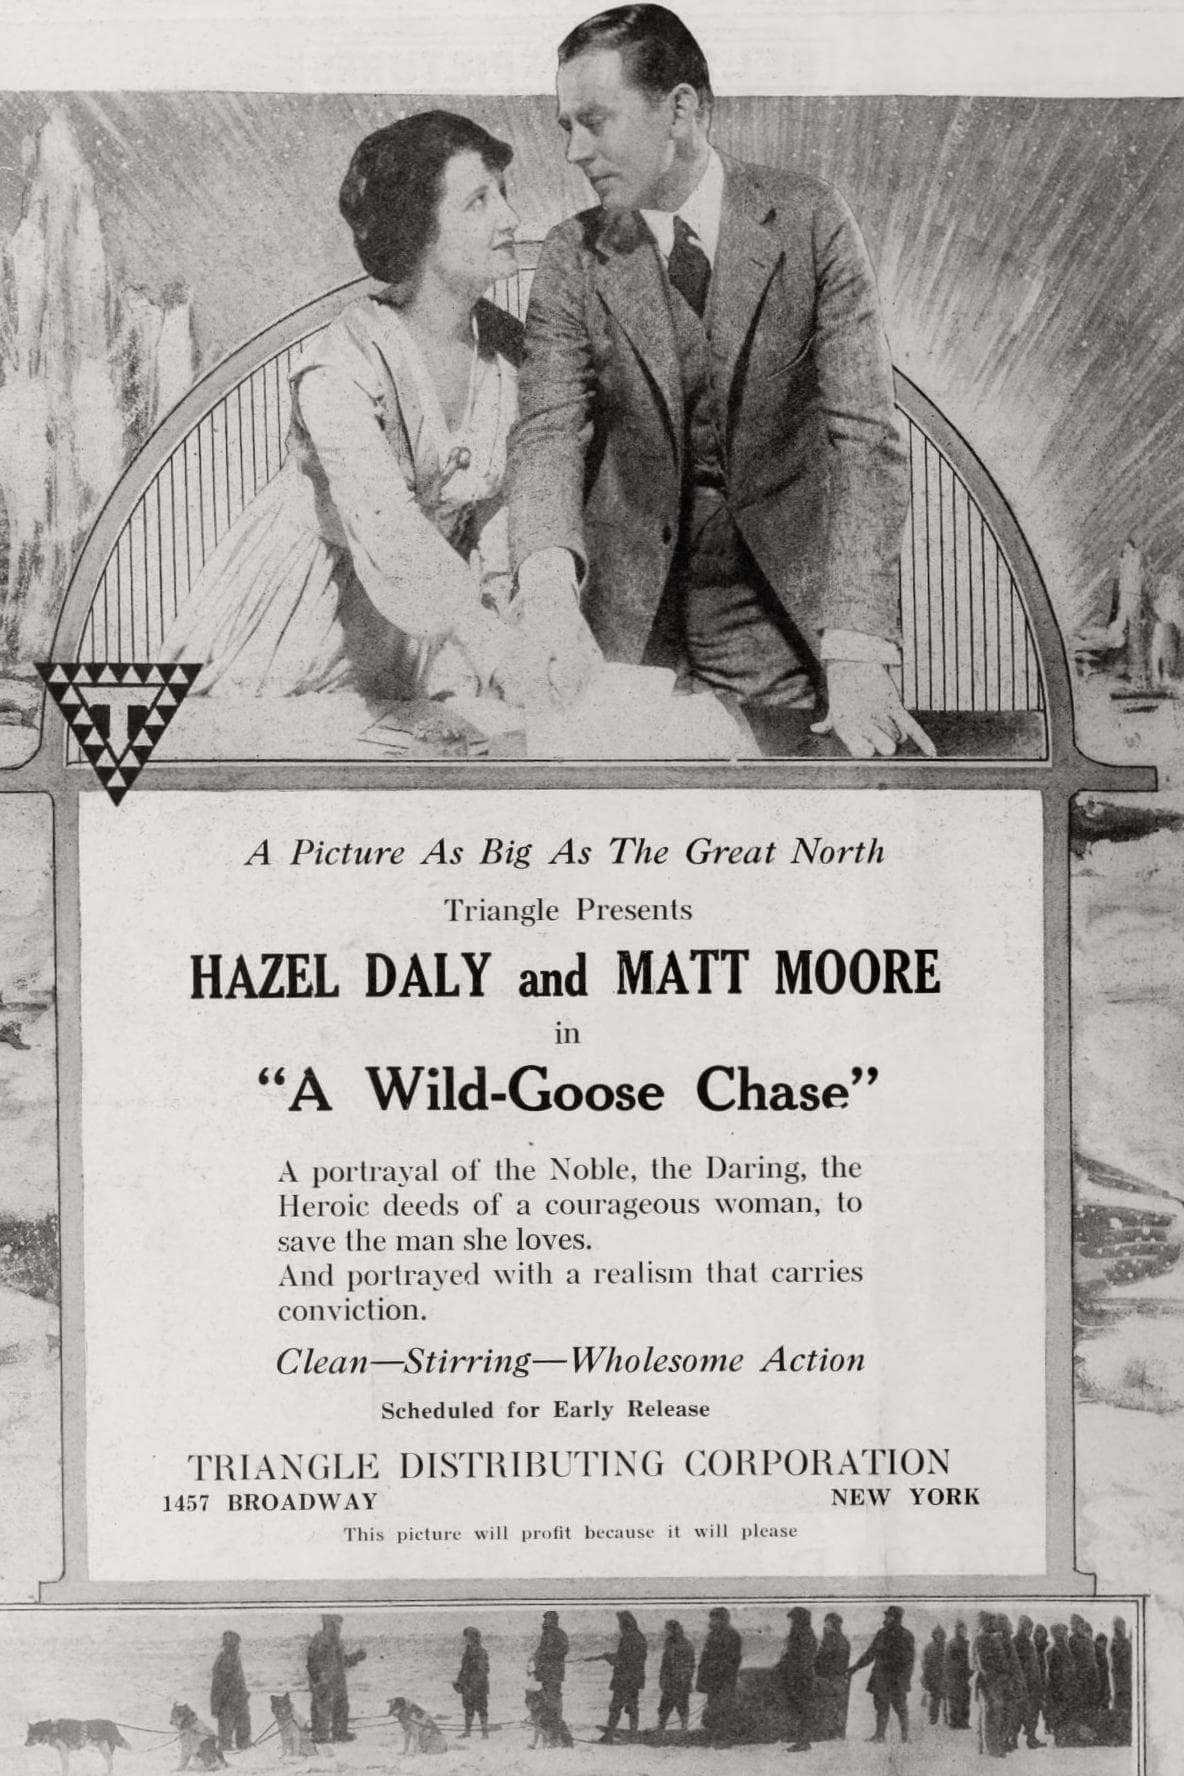 A Picture As Big As The Great North
Triangle Presents
HAZEL DALY and MATT MOORE
in
“A Wild-Goose Chase”
A portrayal of the Noble, the Daring, the
Heroic deeds of a courageous woman, to
save the man she loves.
And portrayed with a realism that carries
conviction.
Clean—Stirring—Wholesome Action
Scheduled for Early Release
TRIANGLE DISTRIBUTING CORPORATION
1457 BROADWAY NEW YORK
This picture will profit because it will please
T